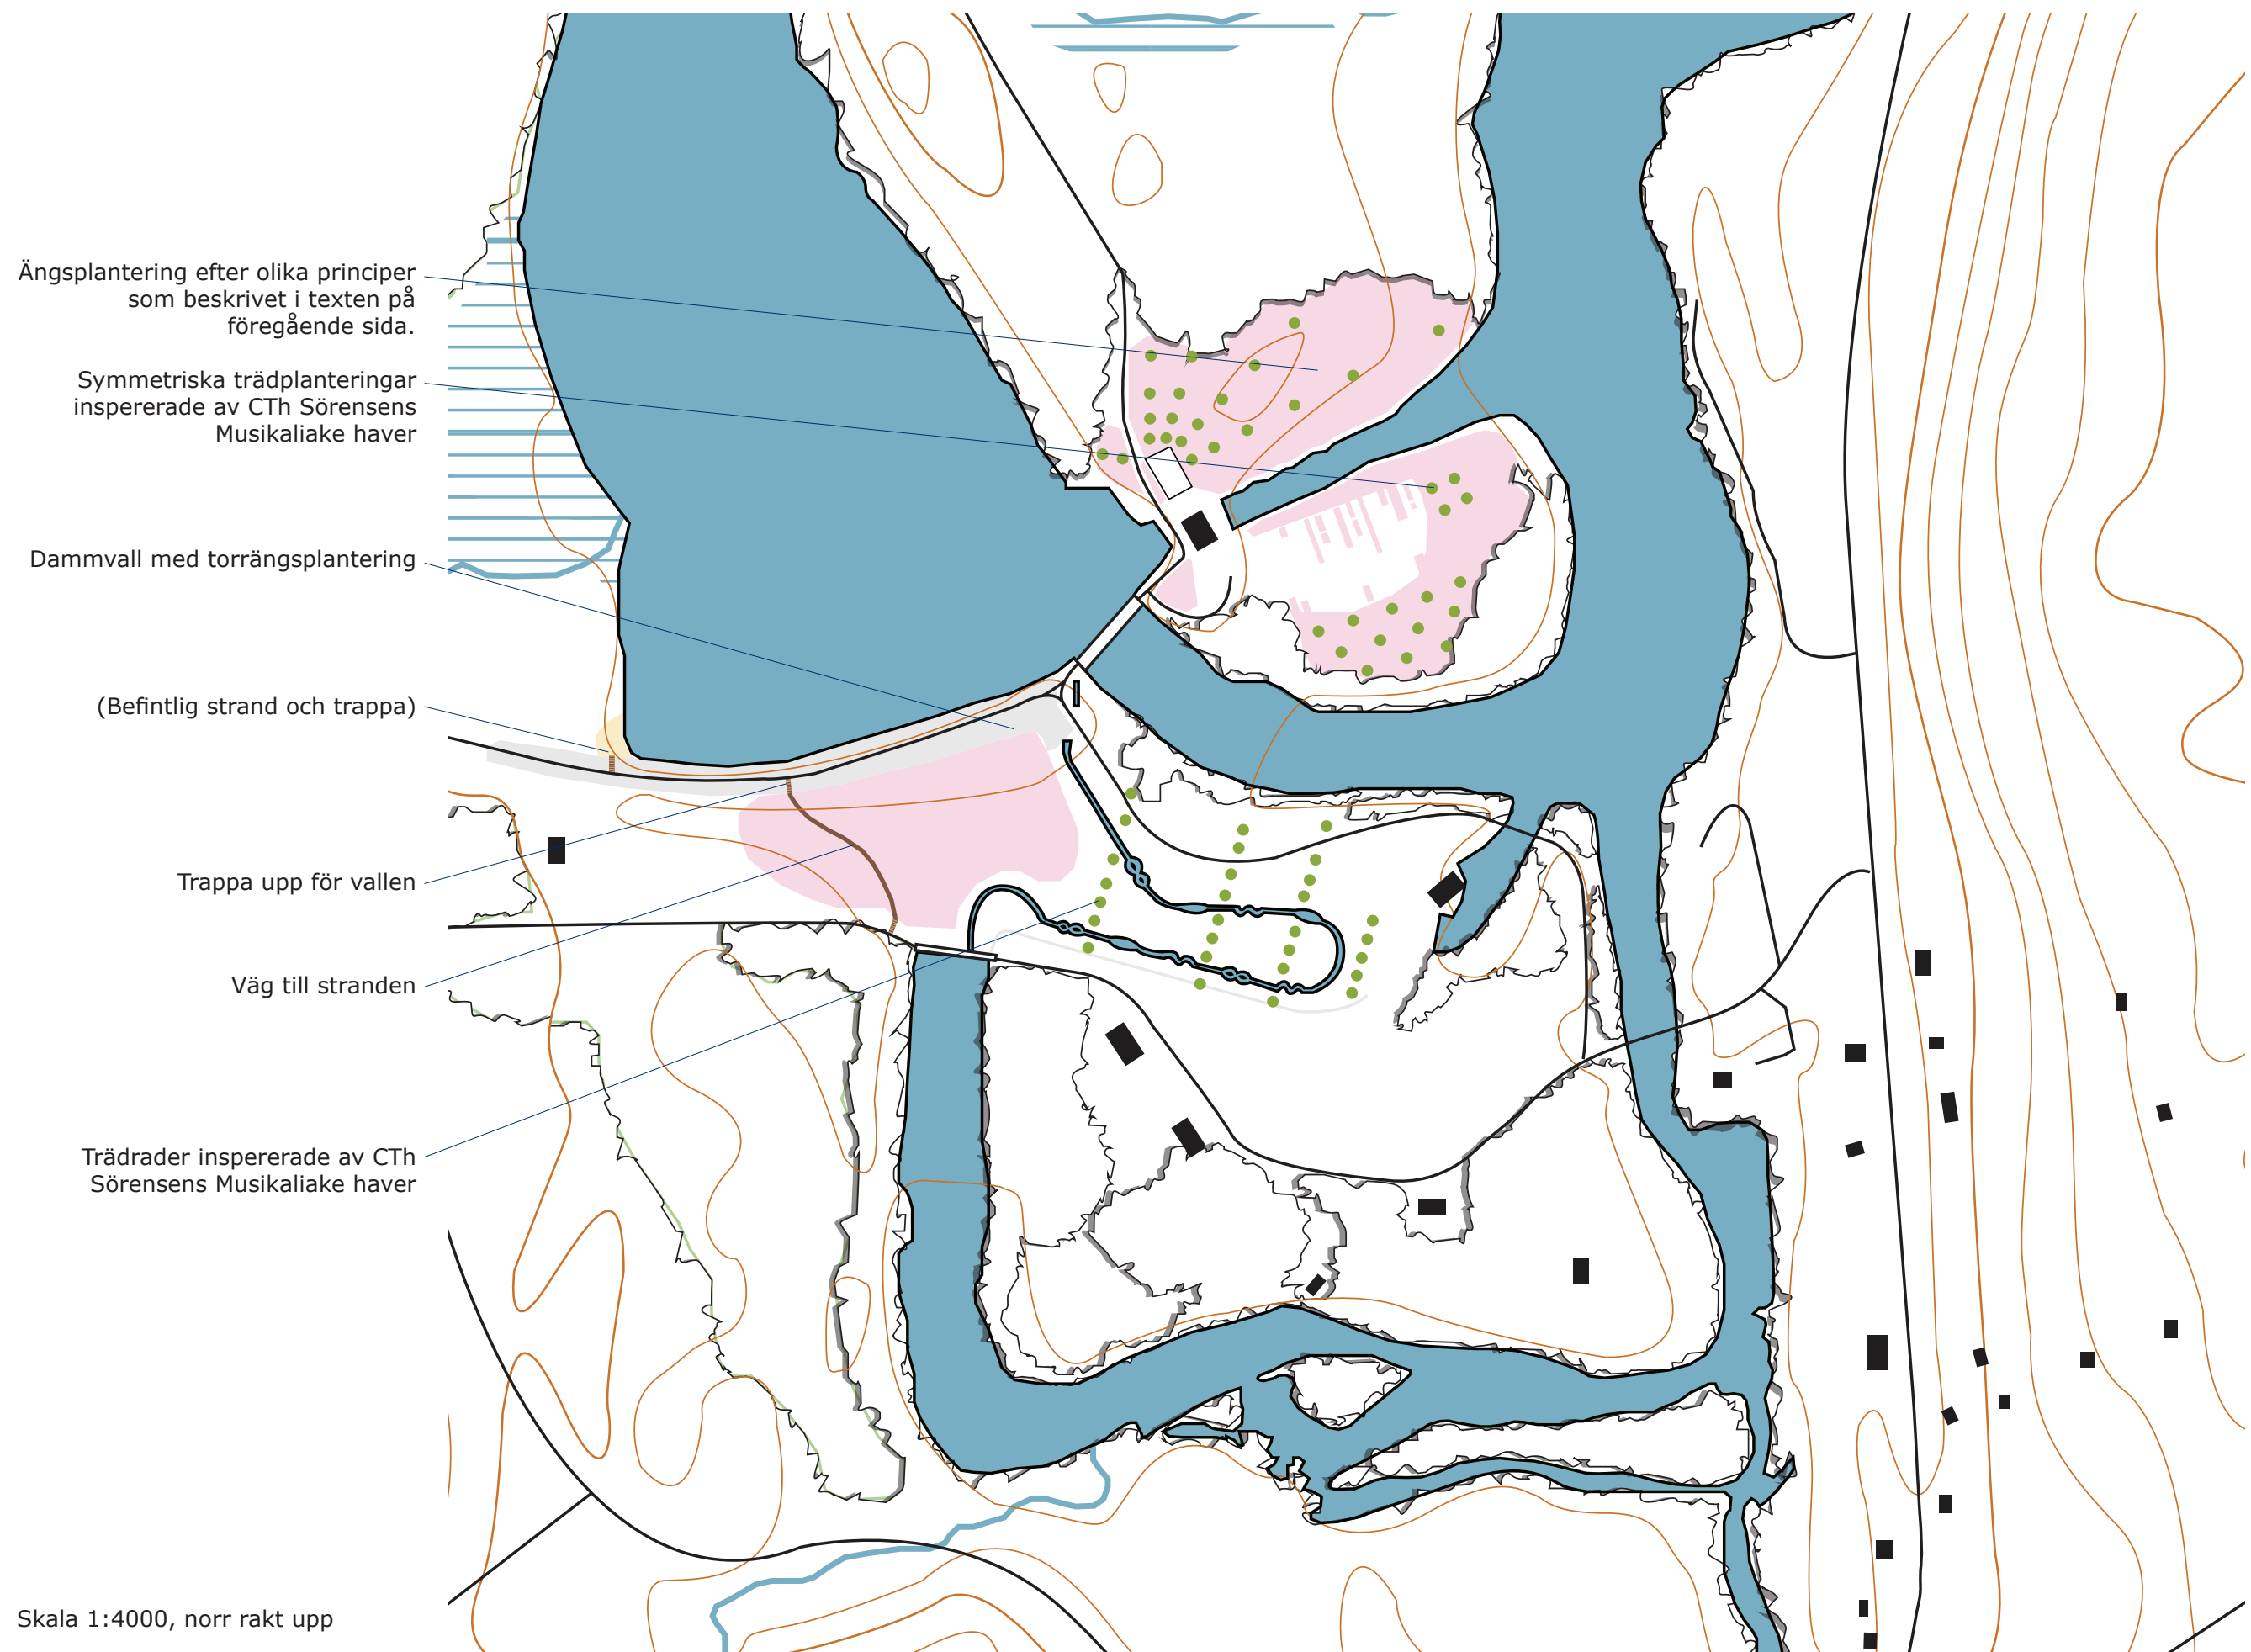 Ängsplantering efter olika principer
som beskrivet i texten på
föregående sida.
Symmetriska trädplanteringar
inspererade av CTh Sörensens
Musikaliake haver
Dammvall med torrängsplantering
(Befintlig strand och trappa)
Trappa upp för vallen
Väg till stranden
Trädrader inspererade av CTh
Sörensens Musikaliake haver
Skala 1:4000, norr rakt upp